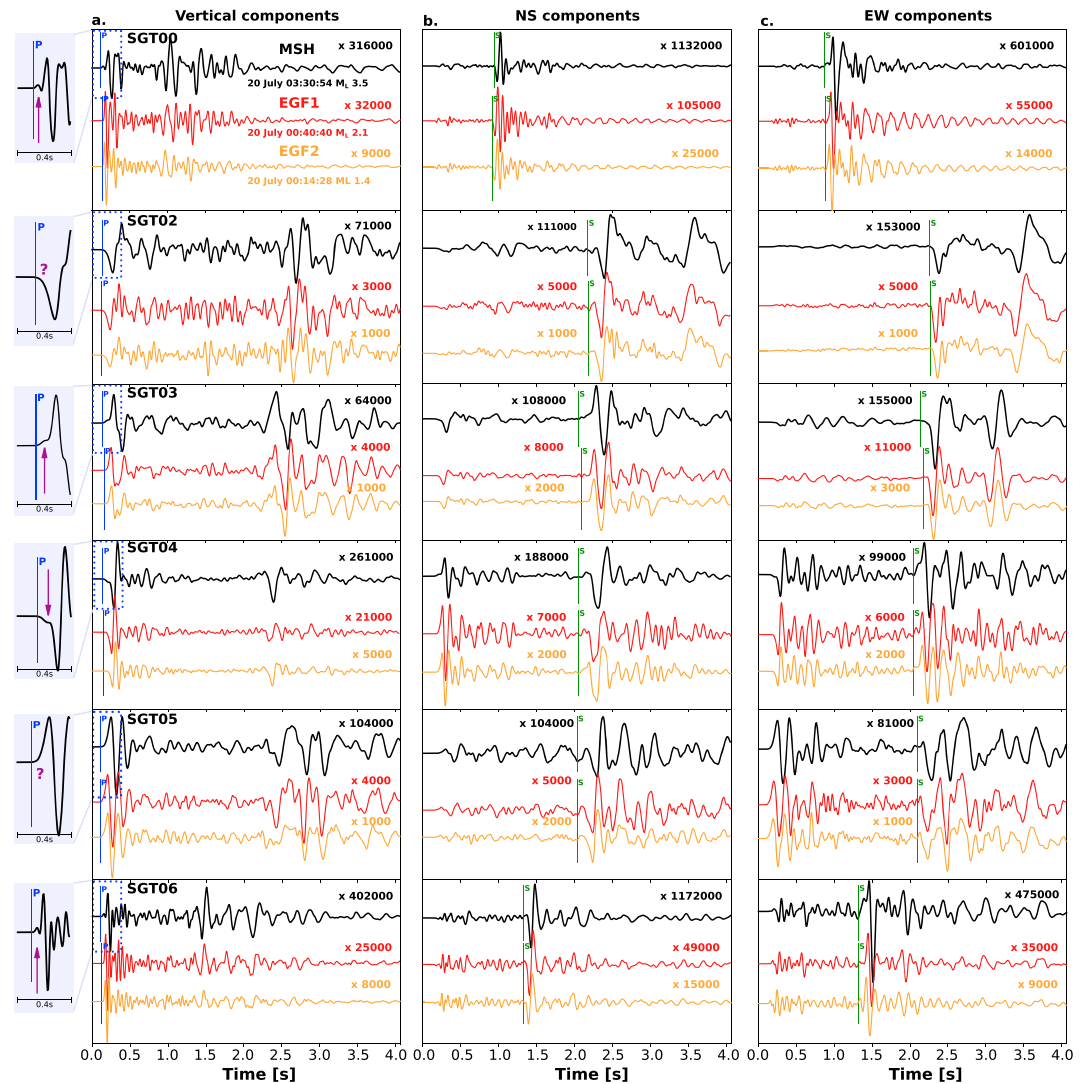 a. Vertical components
b. NS components
c. EW components
P
0.4s
P
SGT00
MSH
x 316000
20 July 03:30:54 ML 3.5
P
EGF1
x 32000
20 July 00:40:40 ML 2.1
EGF2
x 9000
20 July 00:14:28 ML 1.4
S
x 1132000
S
x 105000
x 25000
S
x 601000
S
x 55000
x 14000
P
?
0.4s
P
SGT02
x 71000
P
x 3000
x 1000
S
x 111000
S
x 5000
x 1000
S
x 153000
S
x 5000
x 1000
P
0.4s
P
SGT03
x 64000
P
x 4000
1000
S
x 108000
S
x 8000
x 2000
S
x 155000
S
x 11000
x 3000
P
0.4s
P
SGT04
x 261000
P
x 21000
x 5000
S
x 188000
S
x 7000
x 2000
S
x 99000
S
x 6000
x 2000
P
?
0.4s
P
SGT05
x 104000
P
x 4000
x 1000
S
x 104000
S
x 5000
x 2000
S
x 81000
S
x 3000
x 1000
P
0.4s
P
SGT06
x 402000
P
x 25000
x 8000
S
x 1172000
S
x 49000
x 15000
S
x 475000
S
x 35000
x 9000
0.0 0.5 1.0 1.5 2.0 2.5 3.0 3.5 4.0
0.0 0.5 1.0 1.5 2.0 2.5 3.0 3.5 4.0
0.0 0.5 1.0 1.5 2.0 2.5 3.0 3.5 4.0
Time [s]
Time [s]
Time [s]